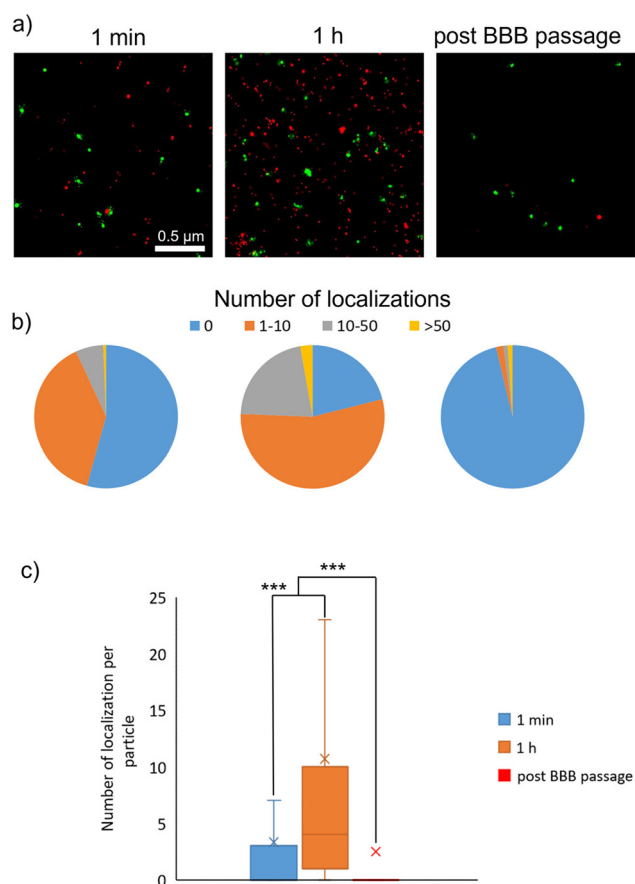 a)
1 min
1 h
post BBB passage
0.5 µm
Number of localizations
b)
0
1-10
10-50
>50
c)
***
***
25
20
15
10
5
0
Number of localization per
particle
1 min
1 h
post BBB passage